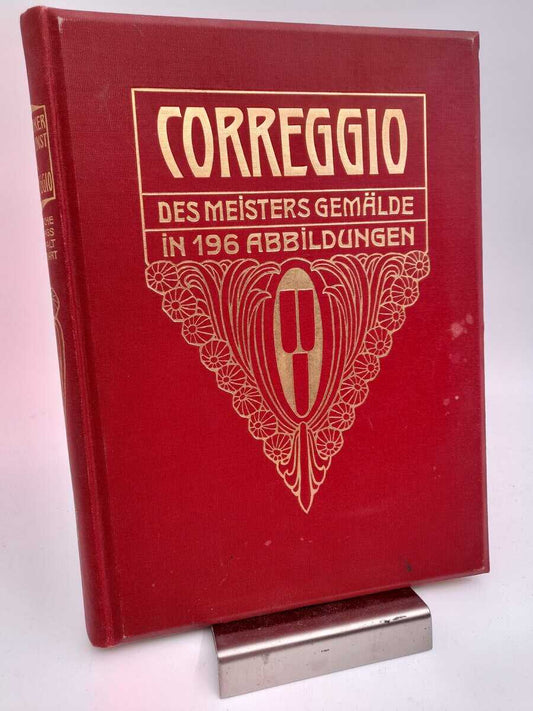 CORREGGIO
DES MEISTERS GEMÄLDE
IN 196 ABBILDUNGEN